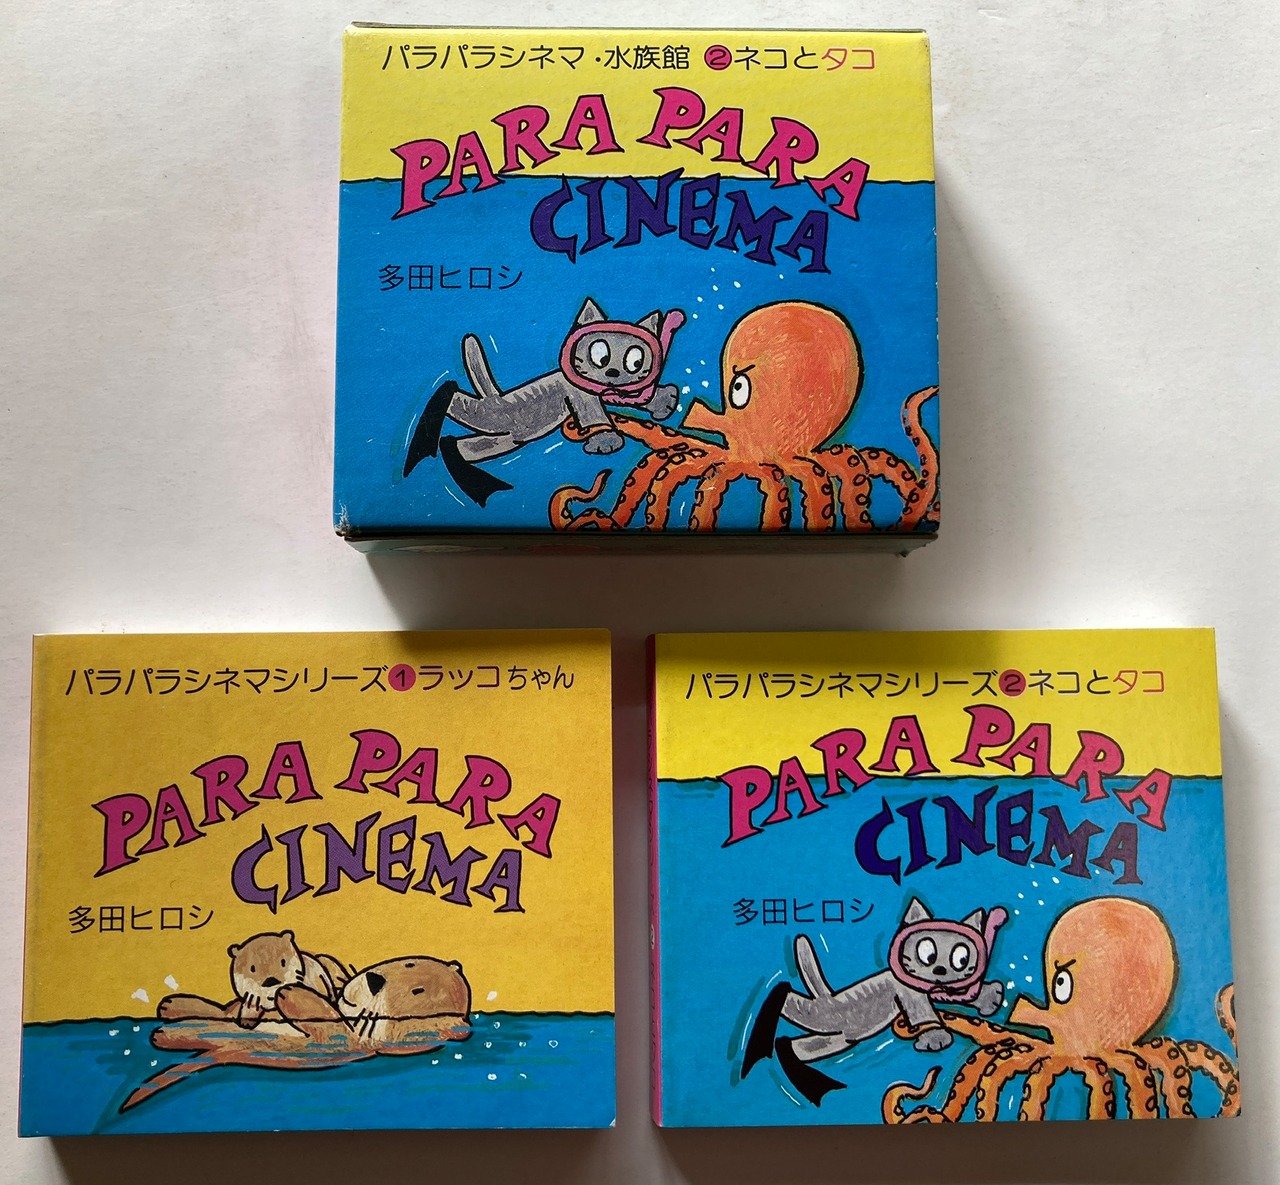 パラパラシネマ・水族館 ②ネコとタコ
PARA PARA
CINEMA
多田ヒロシ
パラパラシネマシリーズ①ラッコちゃん
PARA PARA
CINEMA
多田ヒロシ
パラパラシネマシリーズ②ネコとタコ
PARA PARA
CINEMA
多田ヒロシ